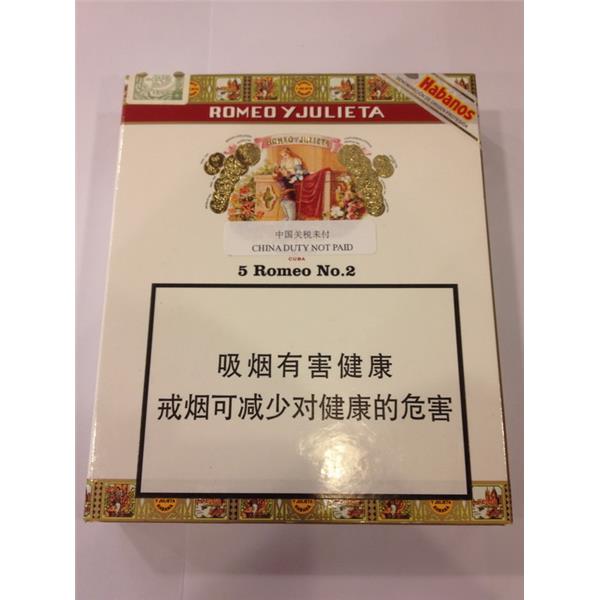 Habanos
ROMEO Y JULIETA
ROMEO Y JULIETA
中国关税未付
CHINA DUTY NOT PAID
CUBA
5 Romeo No.2
吸烟有害健康
戒烟可减少对健康的危害